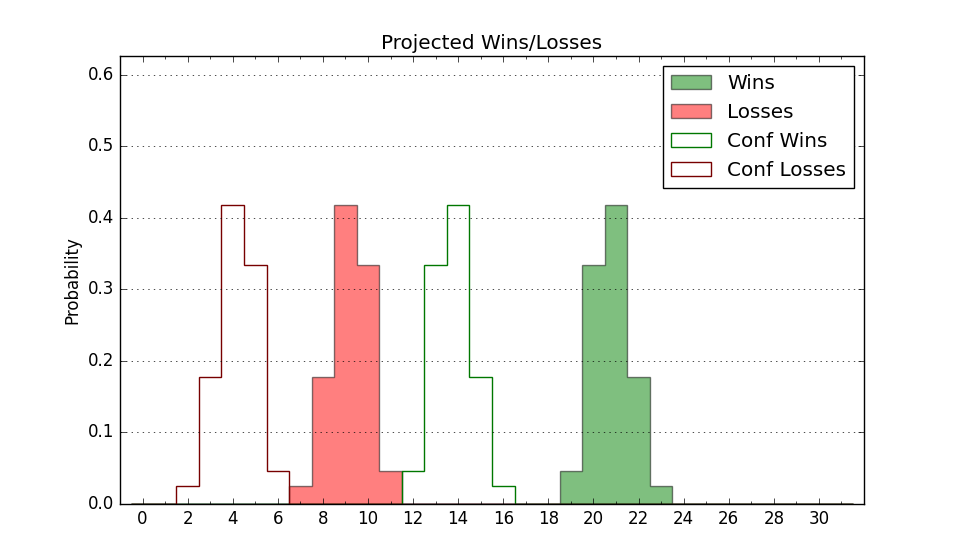 Projected Wins/Losses
0.6
0.5
0.4
0.3
0.2
0.1
0.0
Probability
Wins
Losses
Conf Wins
Conf Losses
0 2 4 6 8 10 12 14 16 18 20 22 24 26 28 30